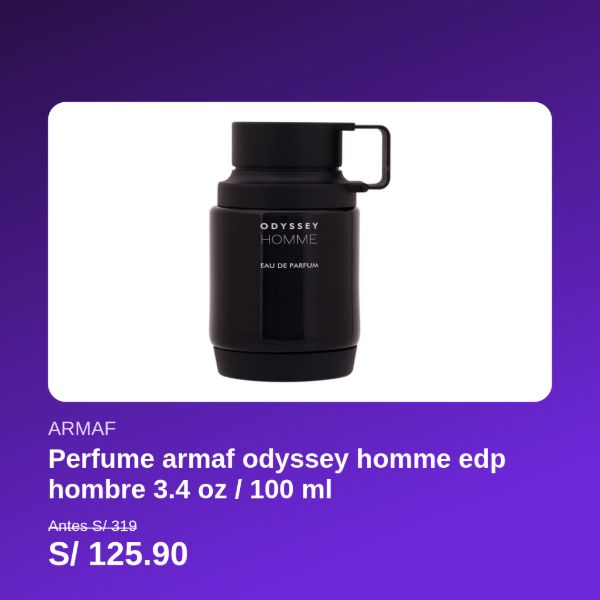 ODYSSEY
HOMME
EAU DE PARFUM
ARMAF
Perfume armaf odyssey homme edp
hombre 3.4 oz / 100 ml
Antes S/ 319
S/ 125.90